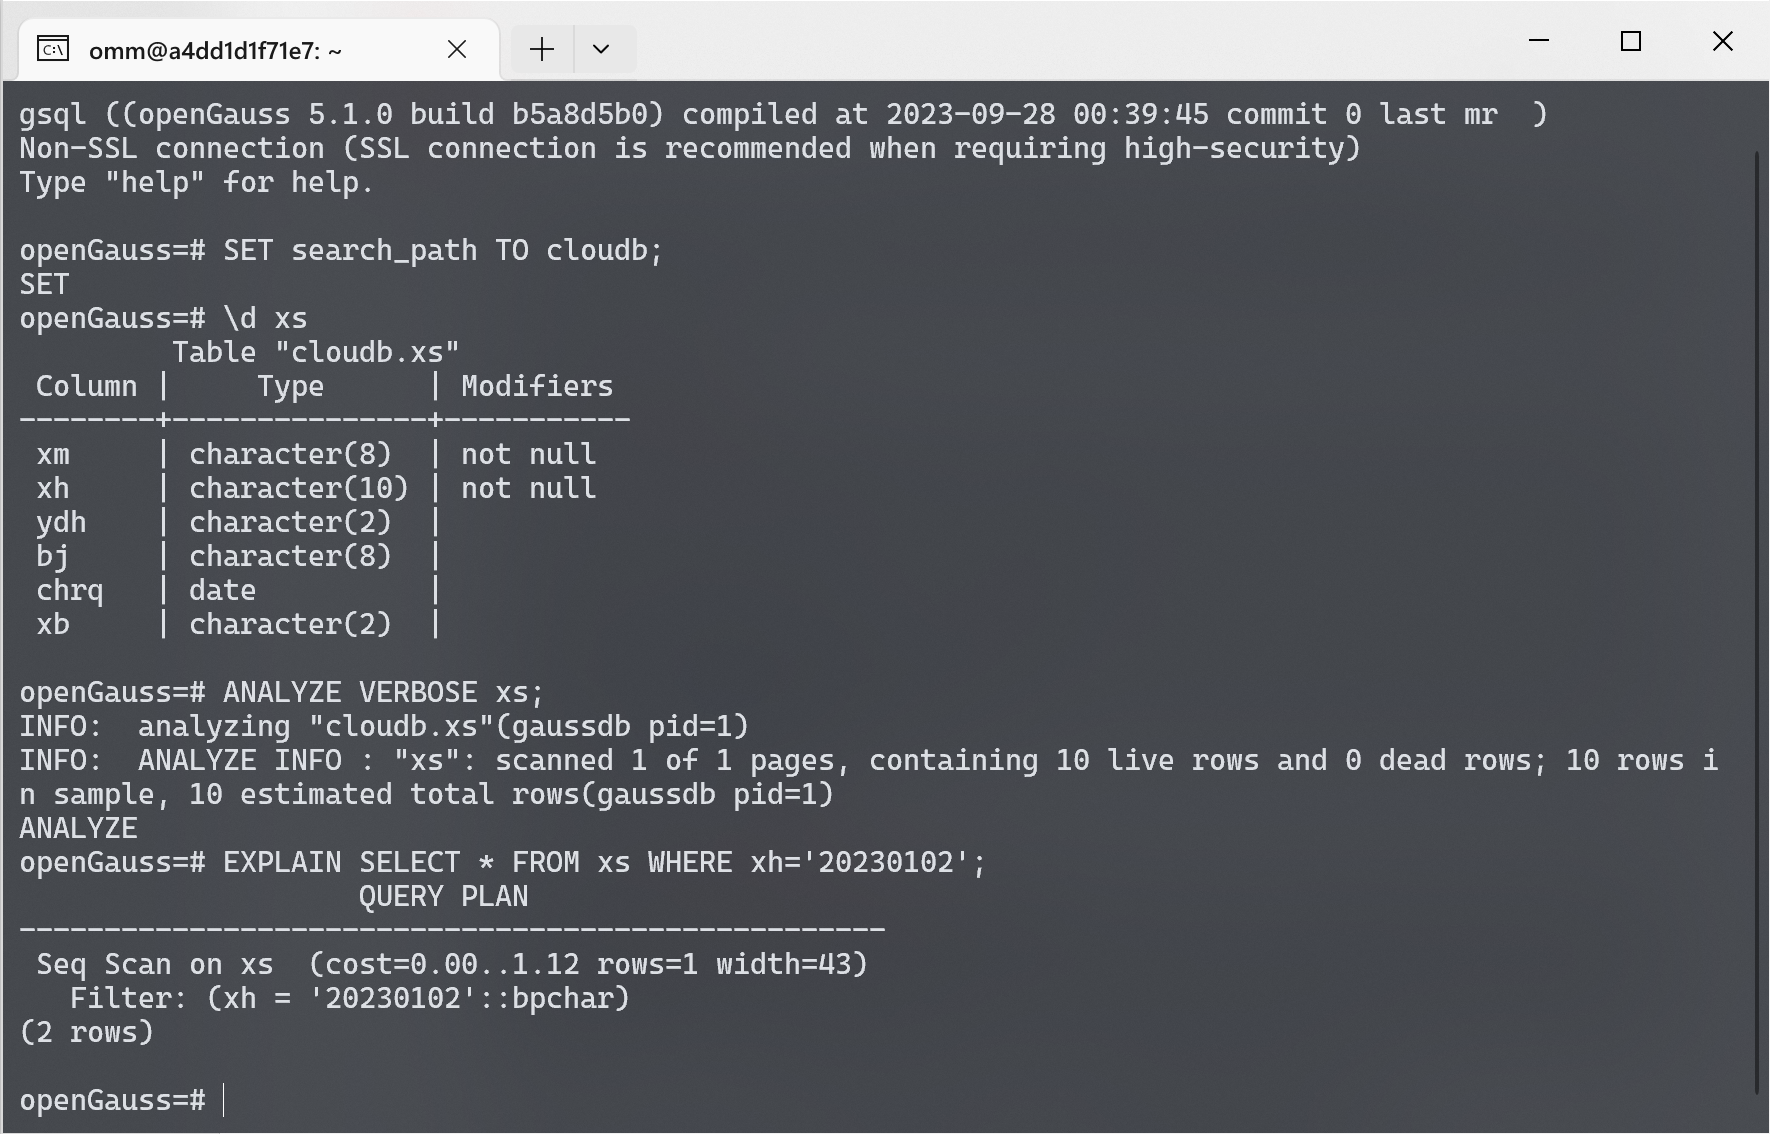 omm@a4dd1d1f71e7: ~
gsql ((openGauss 5.1.0 build b5a8d5b0) compiled at 2023-09-28 00:39:45 commit 0 last mr  )
Non-SSL connection (SSL connection is recommended when requiring high-security)
Type "help" for help.

openGauss=# SET search_path TO cloudb;
SET
openGauss=# \d xs
         Table "cloudb.xs"
 Column |     Type      | Modifiers
--------+---------------+-----------
 xm     | character(8)  | not null
 xh     | character(10) | not null
 ydh    | character(2)  |
 bj     | character(8)  |
 chrq   | date          |
 xb     | character(2)  |

openGauss=# ANALYZE VERBOSE xs;
INFO:  analyzing "cloudb.xs"(gaussdb pid=1)
INFO:  ANALYZE INFO : "xs": scanned 1 of 1 pages, containing 10 live rows and 0 dead rows; 10 rows i
n sample, 10 estimated total rows(gaussdb pid=1)
ANALYZE
openGauss=# EXPLAIN SELECT * FROM xs WHERE xh='20230102';
                    QUERY PLAN
---------------------------------------------------
 Seq Scan on xs  (cost=0.00..1.12 rows=1 width=43)
   Filter: (xh = '20230102'::bpchar)
(2 rows)

openGauss=#